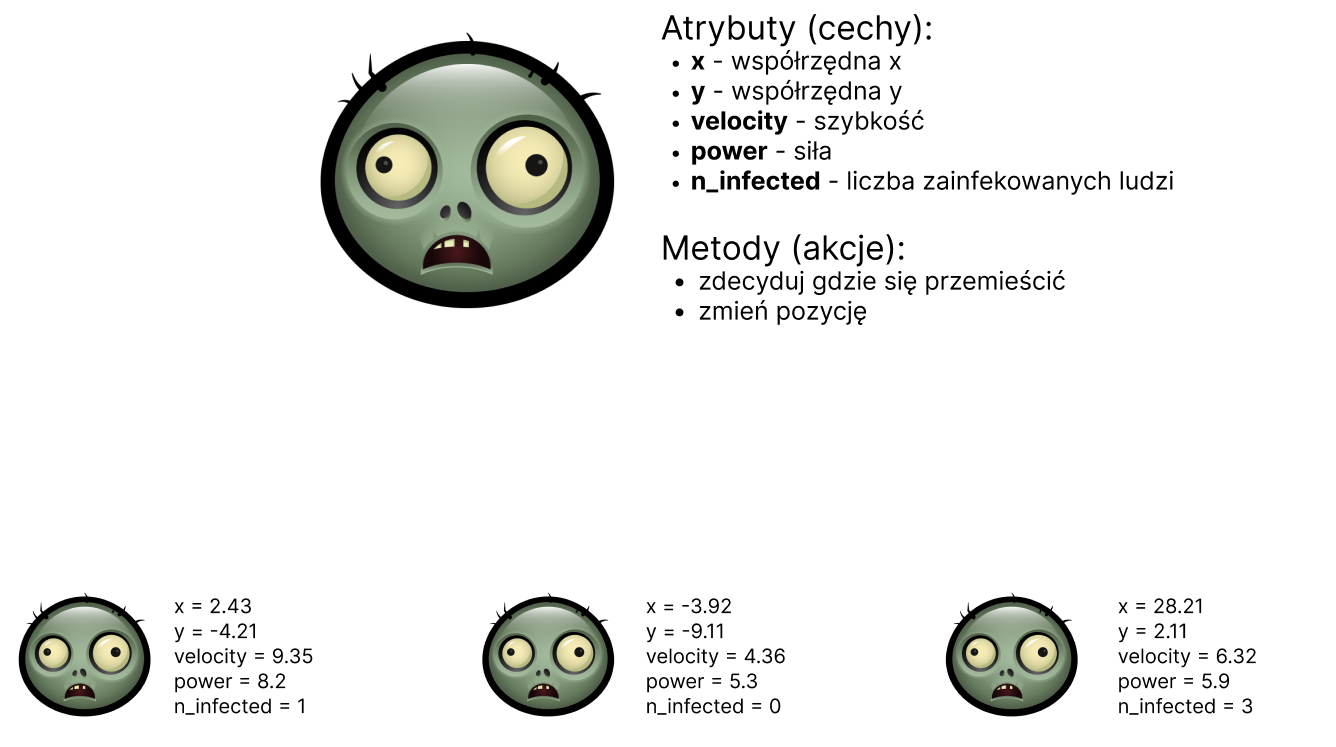 Atrybuty (cechy):
• x - współrzędna x
• y - współrzędna y
• velocity - szybkość
• power - siła
• n_infected - liczba zainfekowanych ludzi
Metody (akcje):
• zdecyduj gdzie się przemieścić
• zmień pozycję
x = 2.43
y = -4.21
velocity = 9.35
power = 8.2
n_infected = 1
x = -3.92
y = -9.11
velocity = 4.36
power = 5.3
n_infected = 0
x = 28.21
y = 2.11
velocity = 6.32
power = 5.9
n_infected = 3